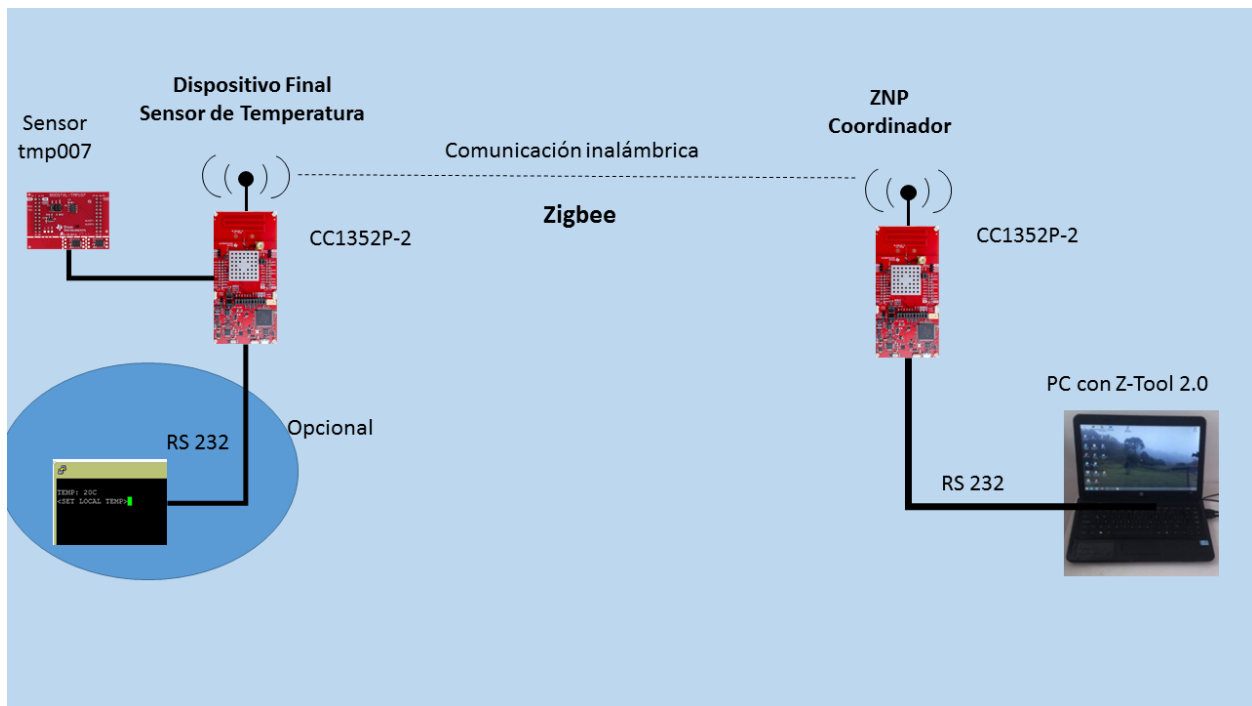 Dispositivo Final
Sensor de Temperatura
Sensor
tmp007
ZNP
Coordinador
Comunicación inalámbrica
Zigbee
CC1352P-2
CC1352P-2
PC con Z-Tool 2.0
Opcional
RS 232
TEMP: 20C
<SET LOCAL TEMP>
RS 232